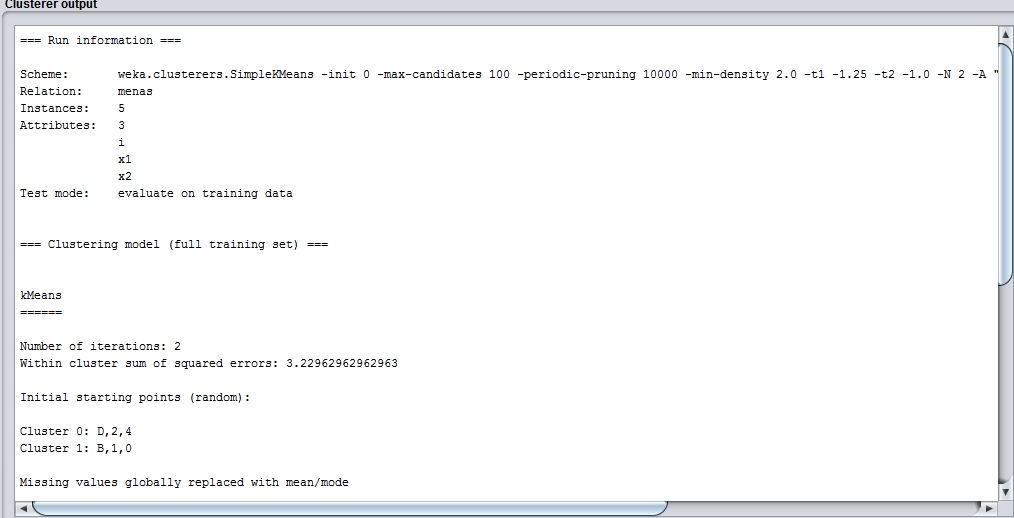 Clusterer output
=== Run information ===
Scheme: weka.clusterers.SimpleKMeans -init 0 -max-candidates 100 -periodic-pruning 10000 -min-density 2.0 -t1 -1.25 -t2 -1.0 -N 2 -A "
Relation: menas
Instances: 5
Attributes: 3
i
x1
x2
Test mode: evaluate on training data
=== Clustering model (full training set) ===
kMeans
======
Number of iterations: 2
Within cluster sum of squared errors: 3.22962962962963
Initial starting points (random):
Cluster 0: D,2,4
Cluster 1: B,1,0
Missing values globally replaced with mean/mode